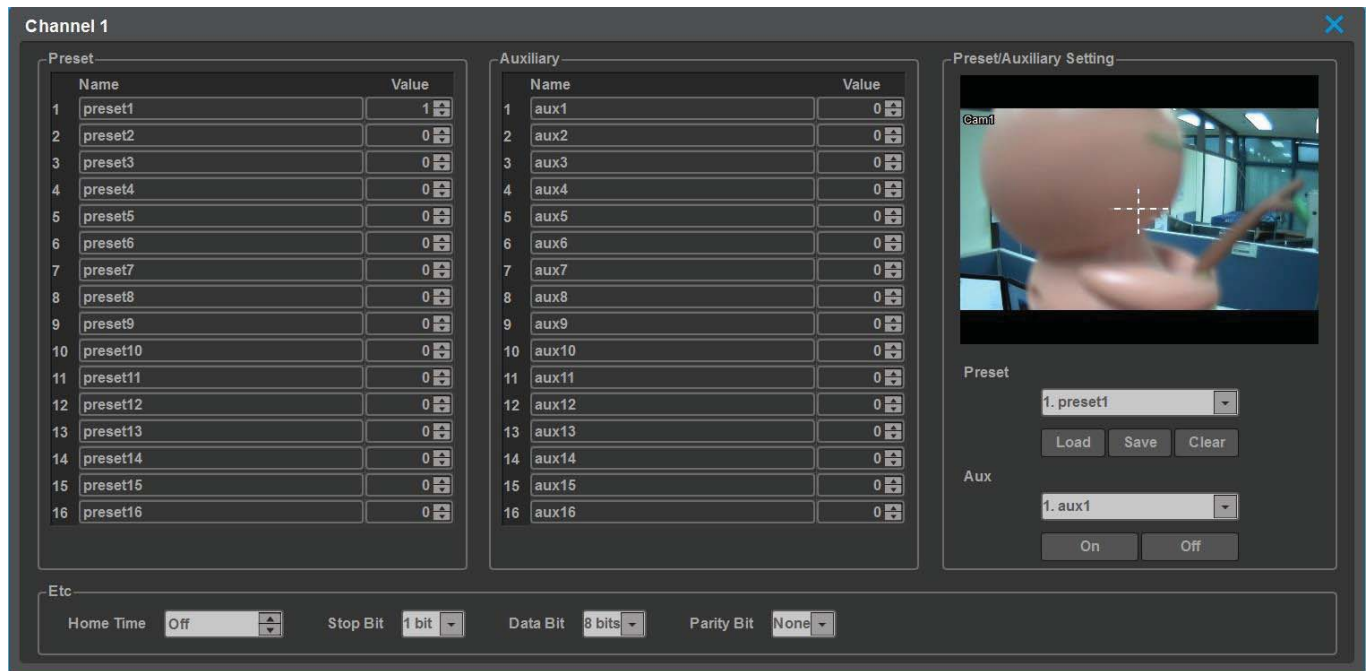 Channel 1
Preset
Name Value
1 preset1 1
2 preset2 0
3 preset3 0
4 preset4 0
5 preset5 0
6 preset6 0
7 preset7 0
8 preset8 0
9 preset9 0
10 preset10 0
11 preset11 0
12 preset12 0
13 preset13 0
14 preset14 0
15 preset15 0
16 preset16 0
Auxiliary
Name Value
1 aux1 0
2 aux2 0
3 aux3 0
4 aux4 0
5 aux5 0
6 aux6 0
7 aux7 0
8 aux8 0
9 aux9 0
10 aux10 0
11 aux11 0
12 aux12 0
13 aux13 0
14 aux14 0
15 aux15 0
16 aux16 0
Preset/Auxiliary Setting
Cam1
Preset
1. preset1
Load Save Clear
Aux
1. aux1
On Off
Etc
Home Time Off Stop Bit 1 bit Data Bit 8 bits Parity Bit None